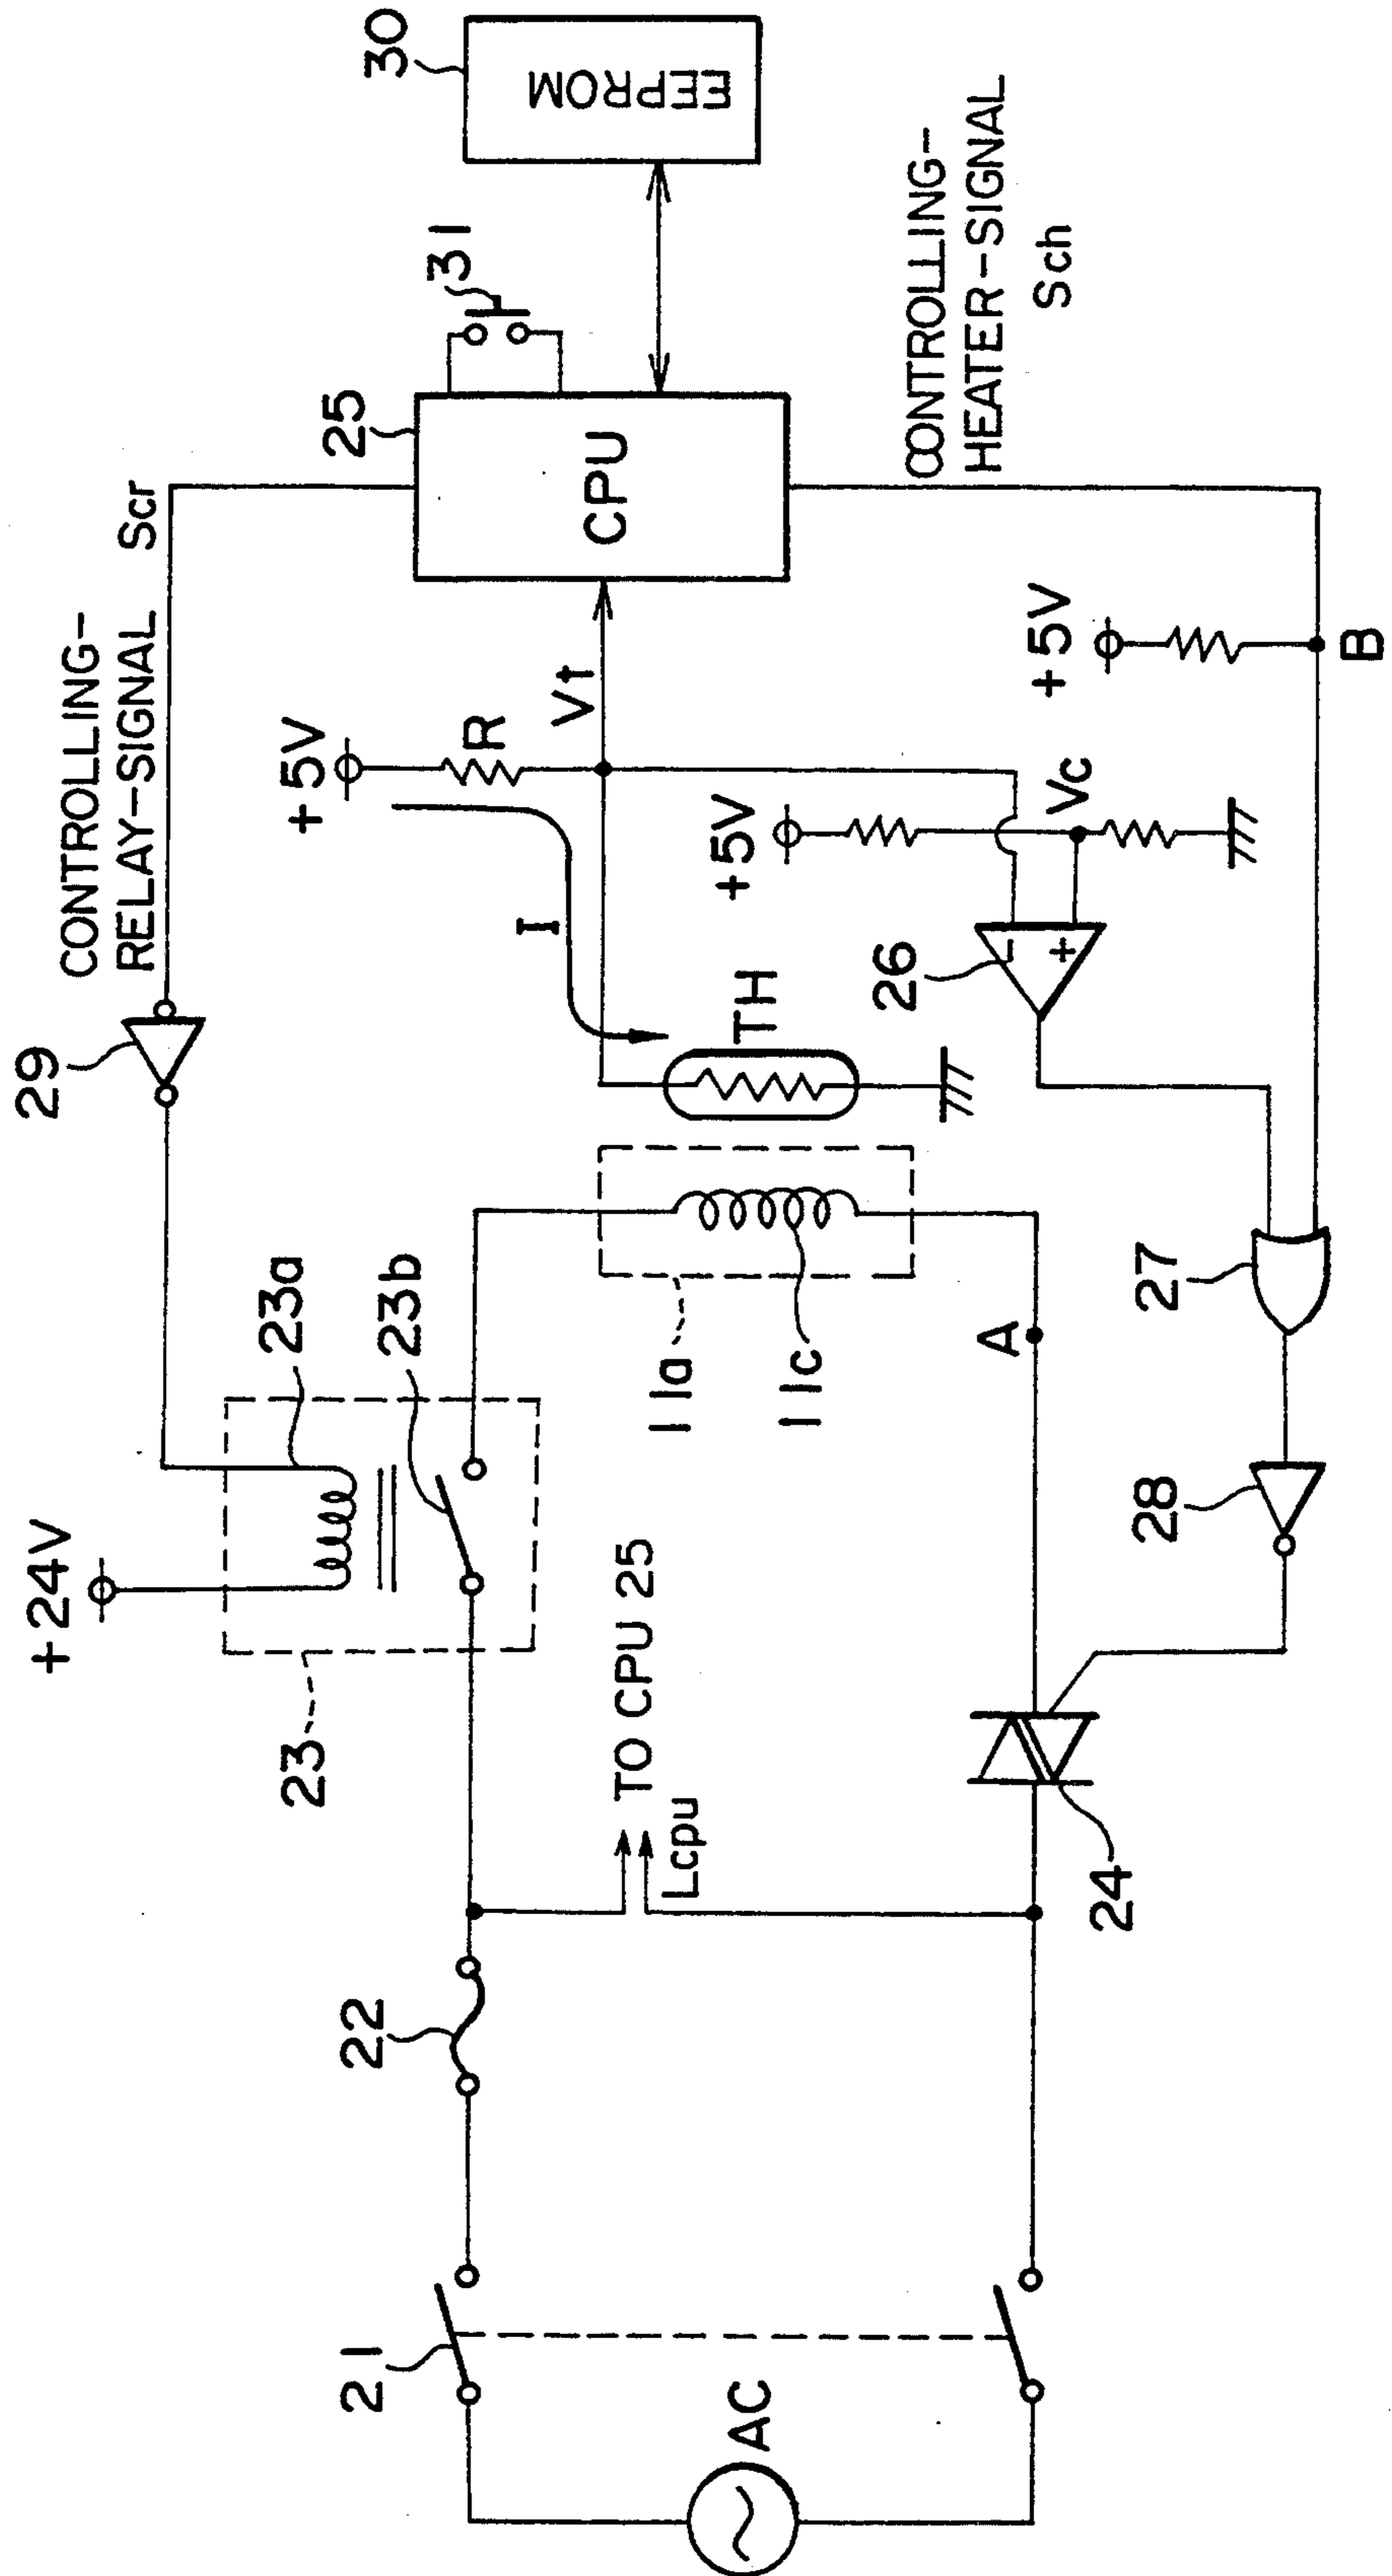 CONTROLLING-
RELAY-SIGNAL Scr
29
+24V
23a
23b
23
+5V
R
Vt
I
TH
25
CPU
31
30
EEPROM
21
22
AC
TO CPU 25
Lcpu
11a
11c
A
+5V
Vc
26
-
+
+5V
B
CONTROLLING-
HEATER-SIGNAL
Sch
24
28
27